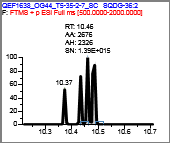 QEF1638_OG44_T5-35-2-7_SC SQDG-36:2
F: FTMS + p ESI Full ms [500.0000-2000.0000]
RT: 10.46
AA: 2676
AH: 2326
SN: 1.39E+015
100
80
60
40
20
0
10.37
10.3 10.4 10.5 10.6 10.7